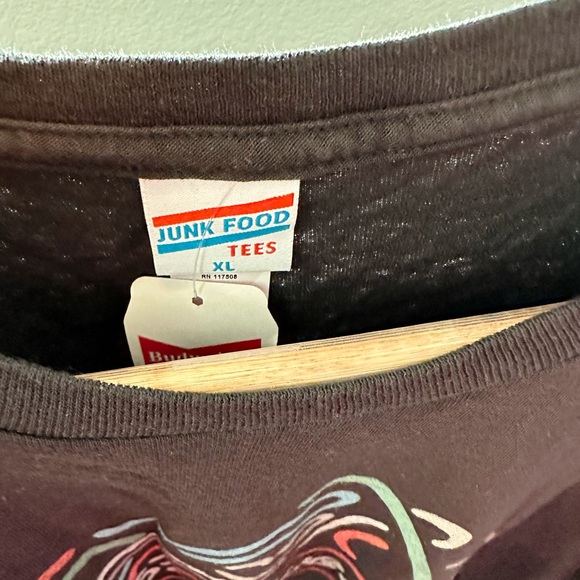 JUNK FOOD
TEES
XL
RN 117508